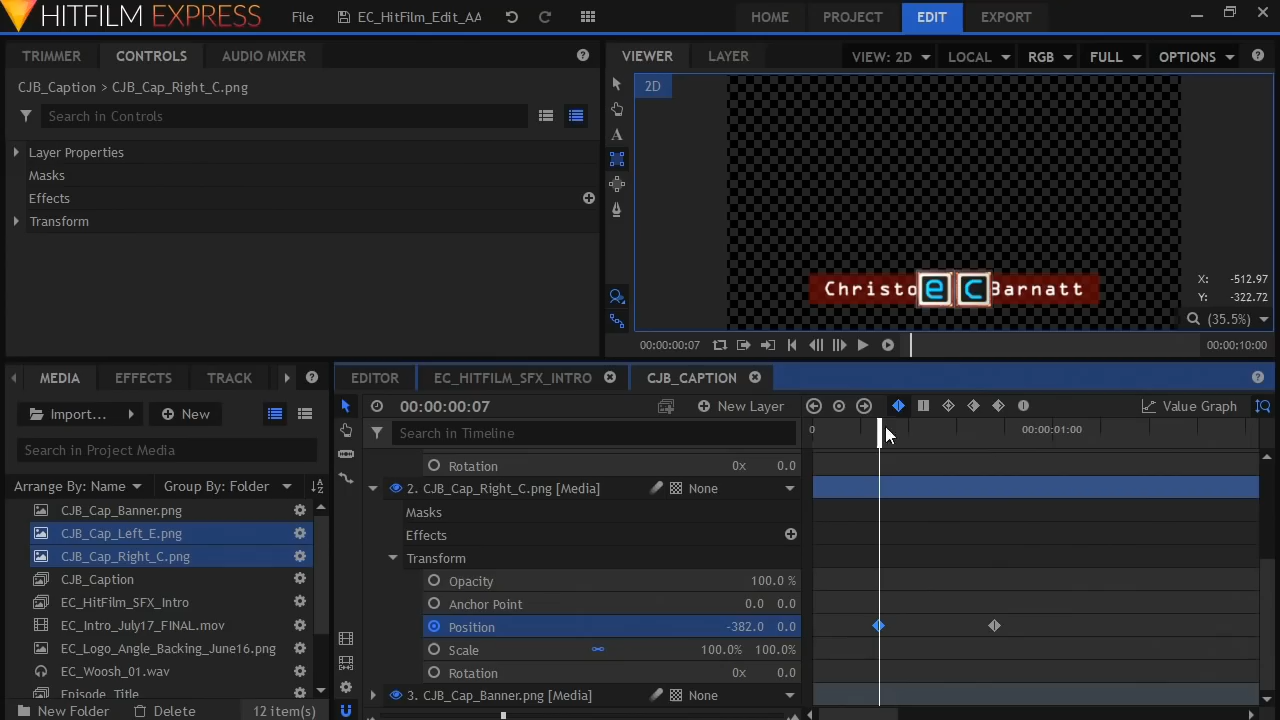 HITFILM EXPRESS File EC_HitFilm_Edit_AA HOME PROJECT EDIT EXPORT
TRIMMER CONTROLS AUDIO MIXER
CJB_Caption > CJB_Cap_Right_C.png
Search in Controls
Layer Properties
Masks
Effects
Transform
VIEWER LAYER VIEW: 2D LOCAL RGB FULL OPTIONS
2D
A
Christo e c Barnatt
X: -512.97
Y: -322.72
(35.5%)
00:00:00:07 00:00:10:00
MEDIA EFFECTS TRACK
Import... New
Search in Project Media
Arrange By: Name Group By: Folder
CJB_Cap_Banner.png
CJB_Cap_Left_E.png
CJB_Cap_Right_C.png
CJB_Caption
EC_HitFilm_SFX_Intro
EC_Intro_July17_FINAL.mov
EC_Logo_Angle_Backing_June16.png
EC_Woosh_01.wav
Episode_Title
New Folder Delete 12 item(s)
EDITOR EC_HITFILM_SFX_INTRO CJB_CAPTION
00:00:00:07 New Layer Value Graph
Search in Timeline 0 00:00:01:00
Rotation 0x 0.0
2. CJB_Cap_Right_C.png [Media] None
Masks
Effects
Transform
Opacity 100.0 %
Anchor Point 0.0 0.0
Position -382.0 0.0
Scale 100.0% 100.0%
Rotation 0x 0.0
3. CJB_Cap_Banner.png [Media] None